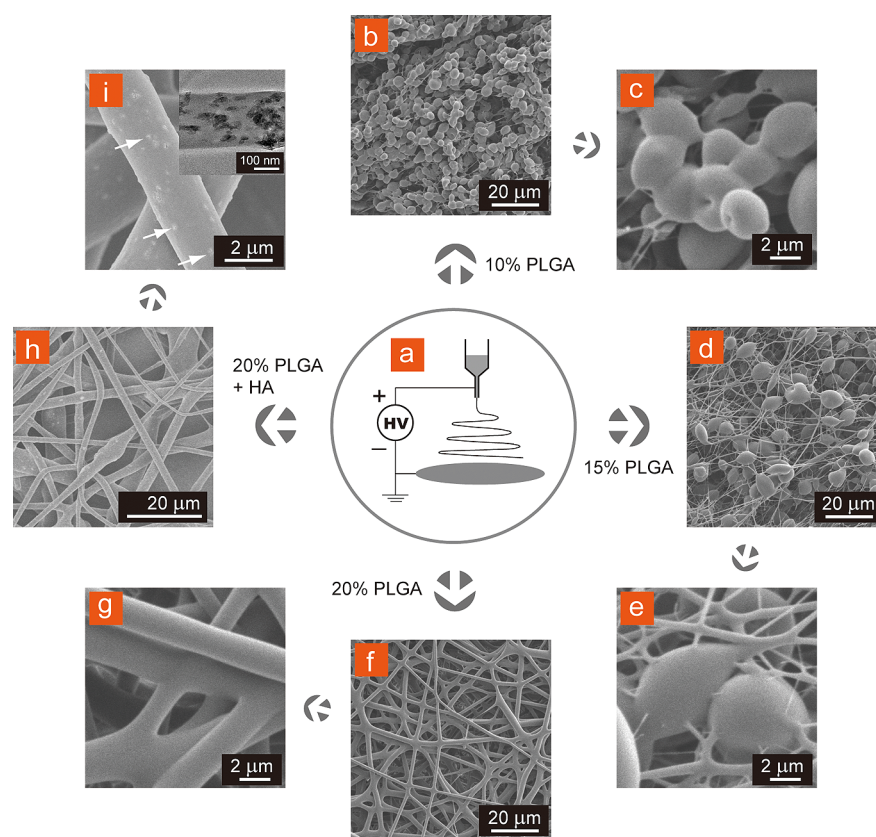 b
i
c
100 nm
20 μm
2 μm
2 μm
10% PLGA
h
a
d
20% PLGA
+ HA
+
HV
−
15% PLGA
20 μm
20 μm
20% PLGA
g
e
f
2 μm
2 μm
20 μm